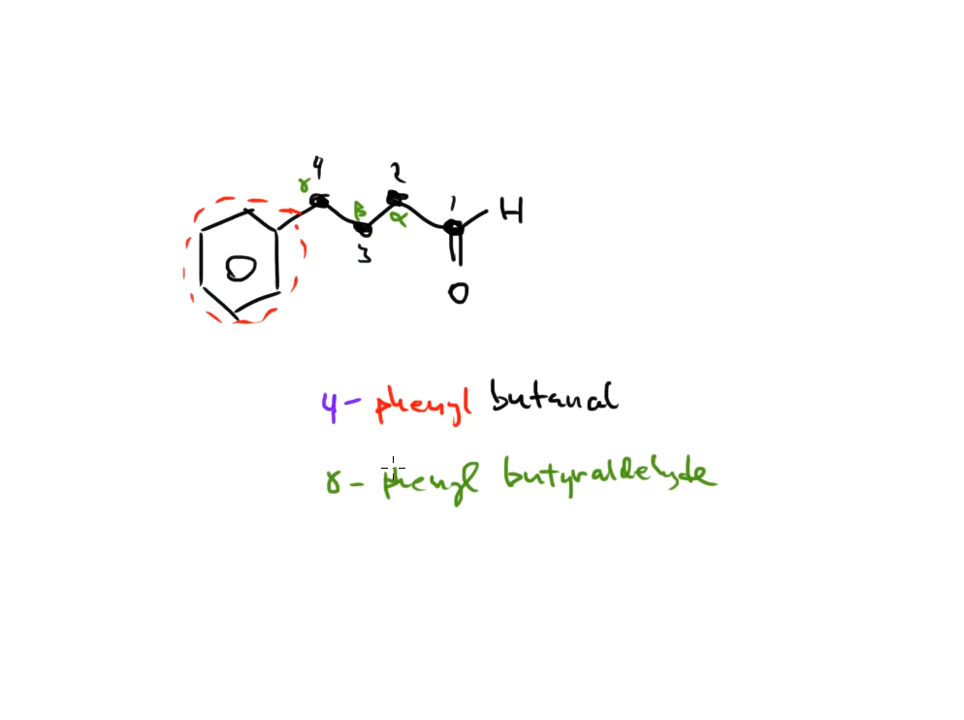 4 2
γ β α 1 H
3
O
O
4- phenyl butanal
γ- phenyl butyraldehyde